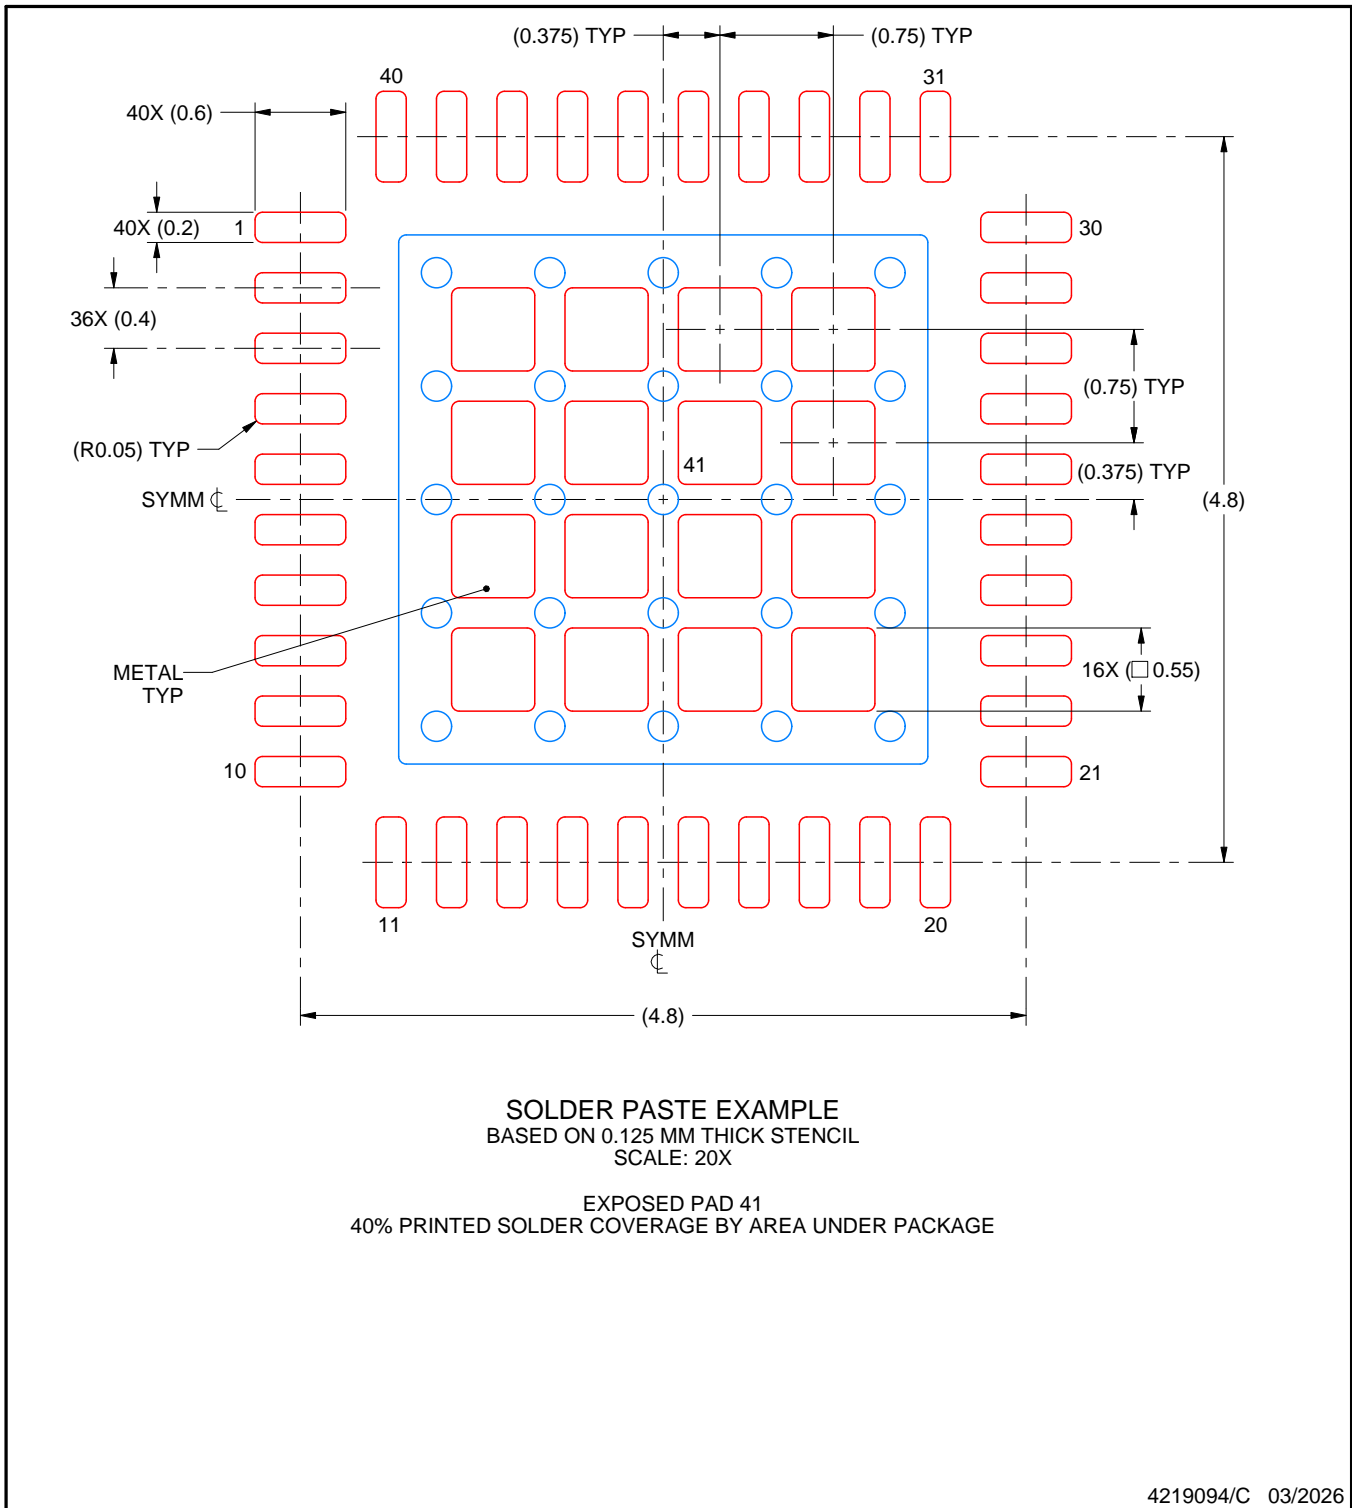 (0.375) TYP
(0.75) TYP
40
31
40X (0.6)
40X (0.2)
1
30
36X (0.4)
(0.75) TYP
(R0.05) TYP
41
(0.375) TYP
SYMM ℄
(4.8)
METAL
TYP
16X (□ 0.55)
10
21
11
20
SYMM
℄
(4.8)
SOLDER PASTE EXAMPLE
BASED ON 0.125 MM THICK STENCIL
SCALE: 20X
EXPOSED PAD 41
40% PRINTED SOLDER COVERAGE BY AREA UNDER PACKAGE
4219094/C 03/2026